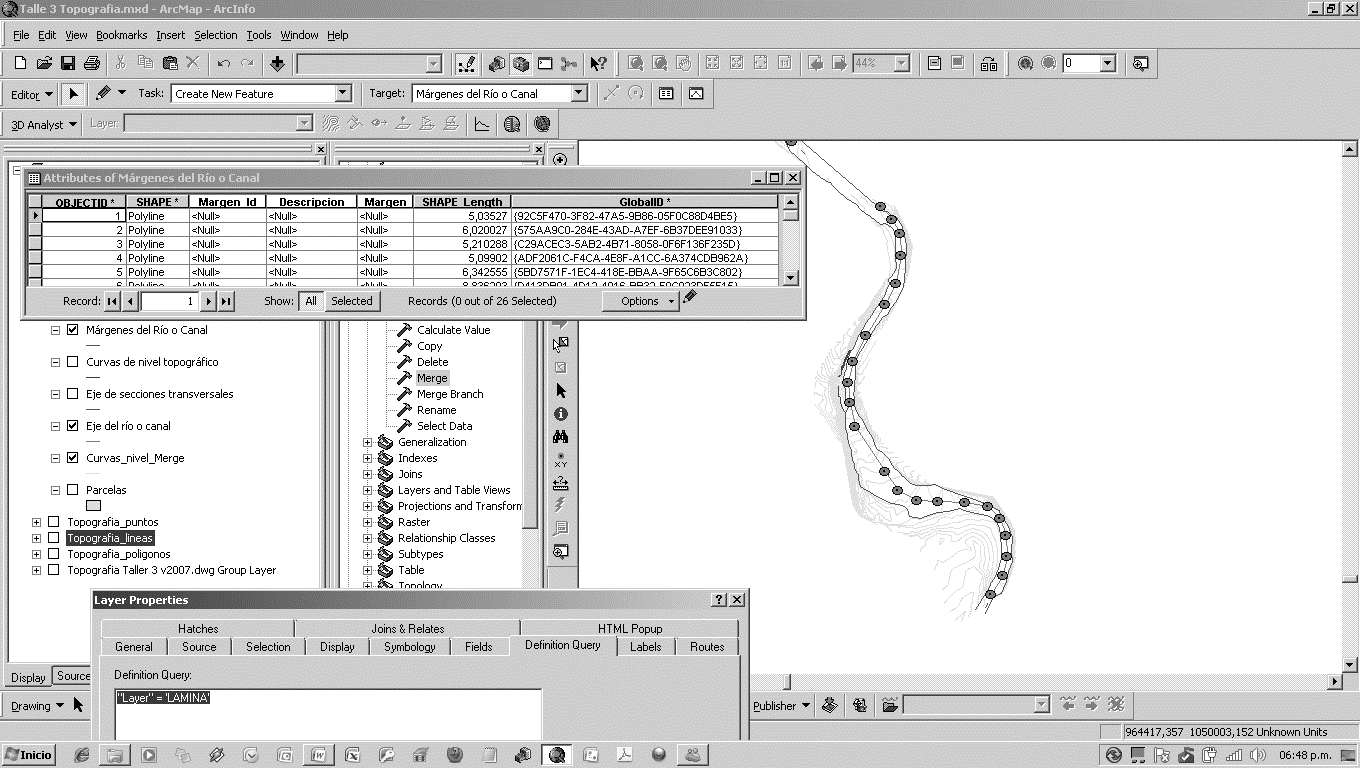 Talle 3 Topografia.mxd - ArcMap - ArcInfo
File Edit View Bookmarks Insert Selection Tools Window Help
44%
0
Editor Task: Create New Feature Target: Márgenes del Río o Canal
3D Analyst Layer:
Attributes of Márgenes del Río o Canal
OBJECTID * SHAPE * Margen_Id Descripcion Margen SHAPE_Length GlobalID *
1 Polyline <Null> <Null> <Null> 5,03527 {92C5F470-3F82-47A5-9B86-05F0C88D4BE5}
2 Polyline <Null> <Null> <Null> 6,020027 {575AA9C0-284E-43AD-A7EF-6B37DEE91033}
3 Polyline <Null> <Null> <Null> 5,210288 {C29ACEC3-5AB2-4B71-8058-0F6F136F235D}
4 Polyline <Null> <Null> <Null> 5,09902 {ADF2061C-F4CA-4E8F-A1CC-6A374CDB962A}
5 Polyline <Null> <Null> <Null> 6,342555 {5BD7571F-1EC4-418E-BBAA-9F65C6B3C802}
Record: 1 Show: All Selected Records (0 out of 26 Selected) Options
Márgenes del Río o Canal
Curvas de nivel topográfico
Eje de secciones transversales
Eje del río o canal
Curvas_nivel_Merge
Parcelas
Topografia_puntos
Topografia_lineas
Topografia_poligonos
Topografia Taller 3 v2007.dwg Group Layer
Calculate Value
Copy
Delete
Merge
Merge Branch
Rename
Select Data
Generalization
Indexes
Joins
Layers and Table Views
Projections and Transform
Raster
Relationship Classes
Subtypes
Table
Topology
XY
Layer Properties
Hatches Joins & Relates HTML Popup
General Source Selection Display Symbology Fields Definition Query Labels Routes
Definition Query:
"Layer" = 'LAMINA'
Display Source
Drawing
Publisher
964417,357 1050003,152 Unknown Units
Inicio
06:48 p.m.